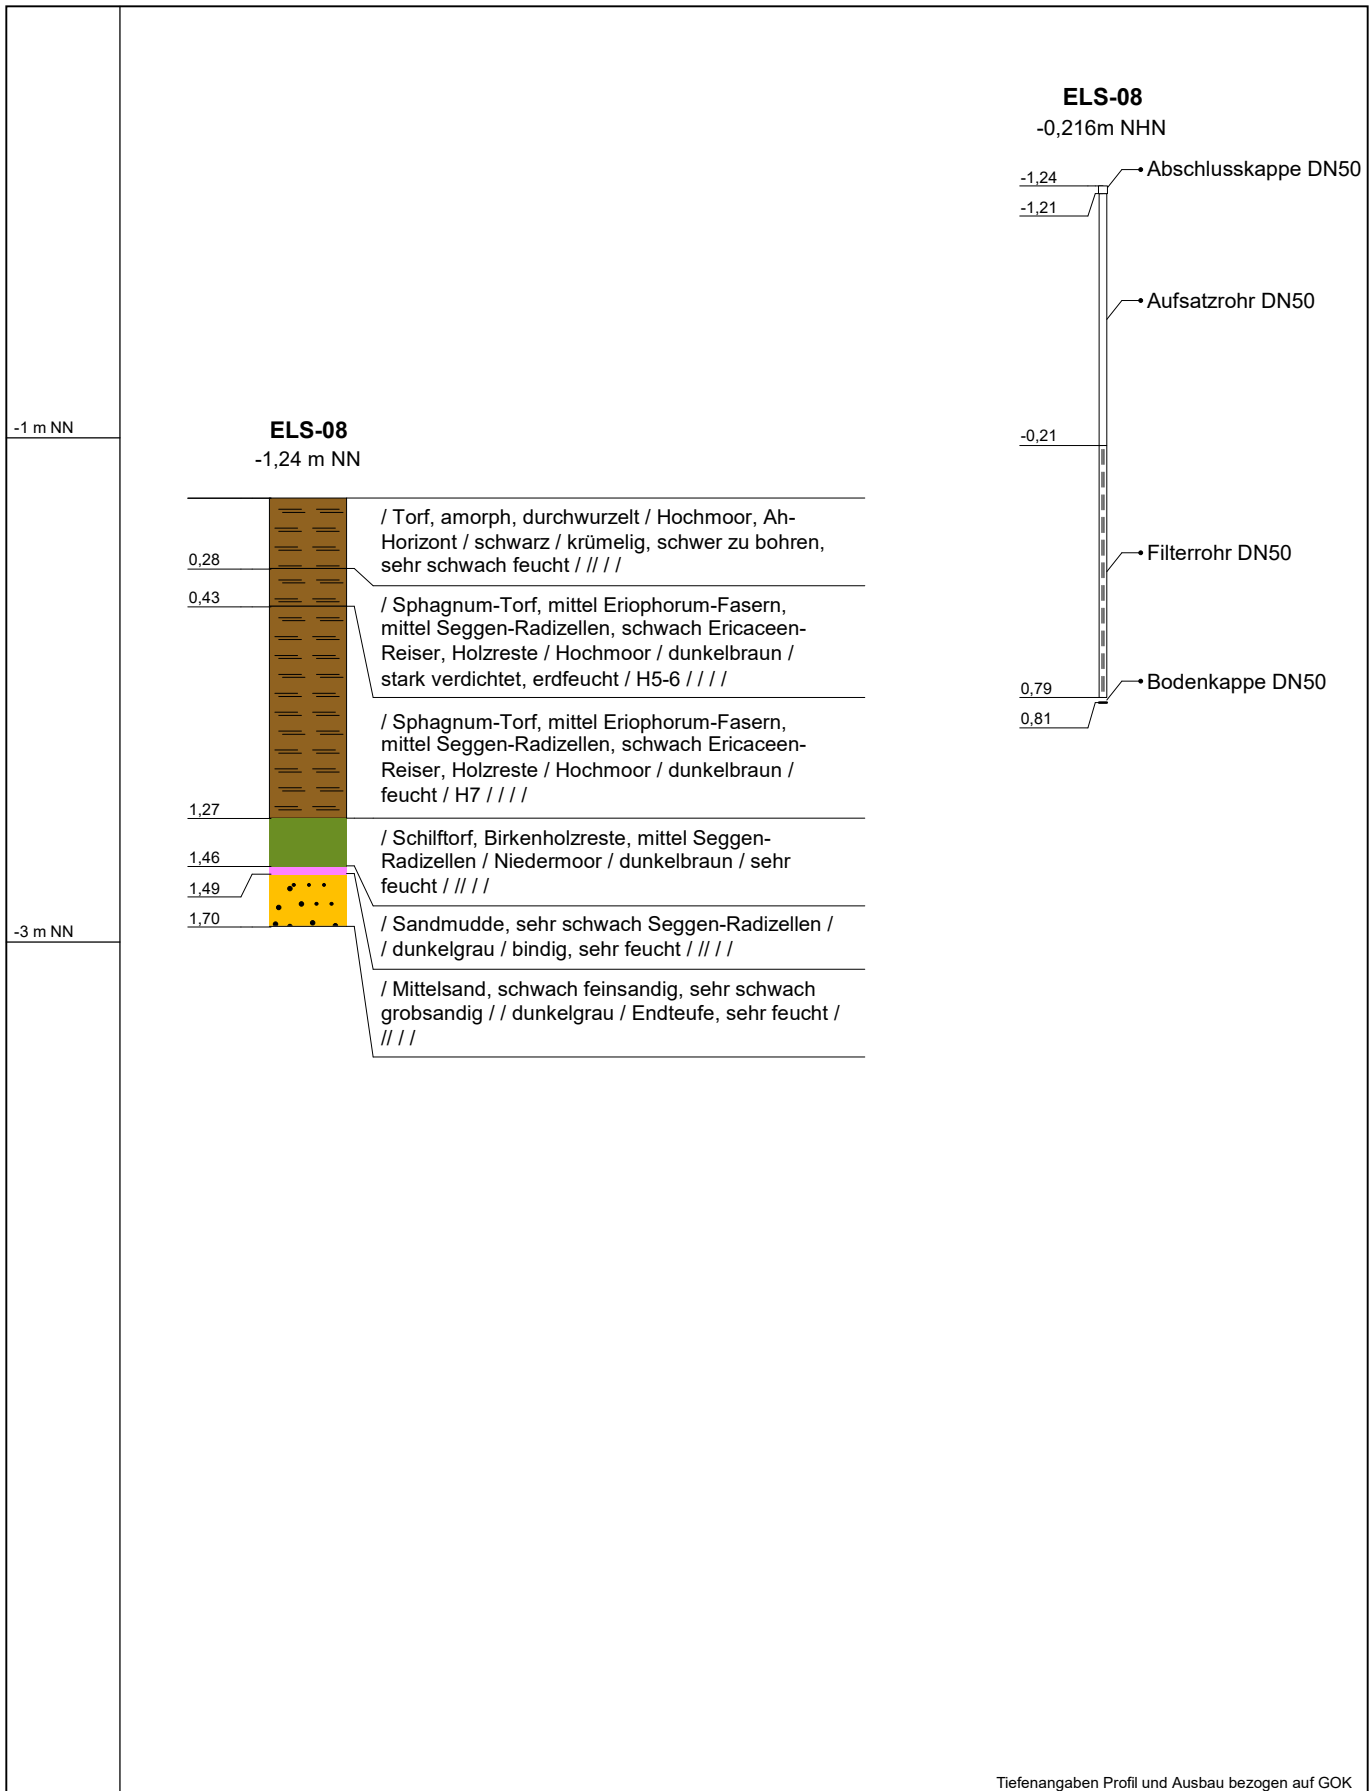 ELS-08
-0,216m NHN
-1,24
Abschlusskappe DN50
-1,21
Aufsatzrohr DN50
-0,21
Filterrohr DN50
0,79
Bodenkappe DN50
0,81
-1 m NN
-3 m NN
ELS-08
-1,24 m NN
/ Torf, amorph, durchwurzelt / Hochmoor, Ah-
Horizont / schwarz / krümelig, schwer zu bohren,
sehr schwach feucht / // / /
0,28
/ Sphagnum-Torf, mittel Eriophorum-Fasern,
mittel Seggen-Radizellen, schwach Ericaceen-
Reiser, Holzreste / Hochmoor / dunkelbraun /
stark verdichtet, erdfeucht / H5-6 / / / /
0,43
/ Sphagnum-Torf, mittel Eriophorum-Fasern,
mittel Seggen-Radizellen, schwach Ericaceen-
Reiser, Holzreste / Hochmoor / dunkelbraun /
feucht / H7 / / / /
1,27
/ Schilftorf, Birkenholzreste, mittel Seggen-
Radizellen / Niedermoor / dunkelbraun / sehr
feucht / // / /
1,46
/ Sandmudde, sehr schwach Seggen-Radizellen /
/ dunkelgrau / bindig, sehr feucht / // / /
1,49
/ Mittelsand, schwach feinsandig, sehr schwach
grobsandig / / dunkelgrau / Endteufe, sehr feucht /
// / /
1,70
Tiefenangaben Profil und Ausbau bezogen auf GOK